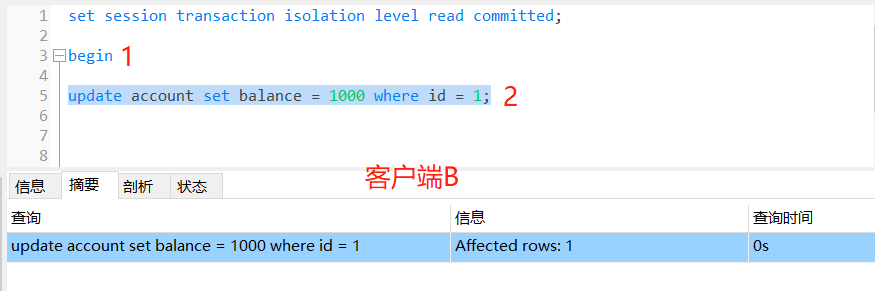 1 set session transaction isolation level read committed;
2
3 begin 1
4
5 update account set balance = 1000 where id = 1; 2
6
7
8
客户端B
信息 摘要 剖析 状态
查询 信息 查询时间
update account set balance = 1000 where id = 1 Affected rows: 1 0s